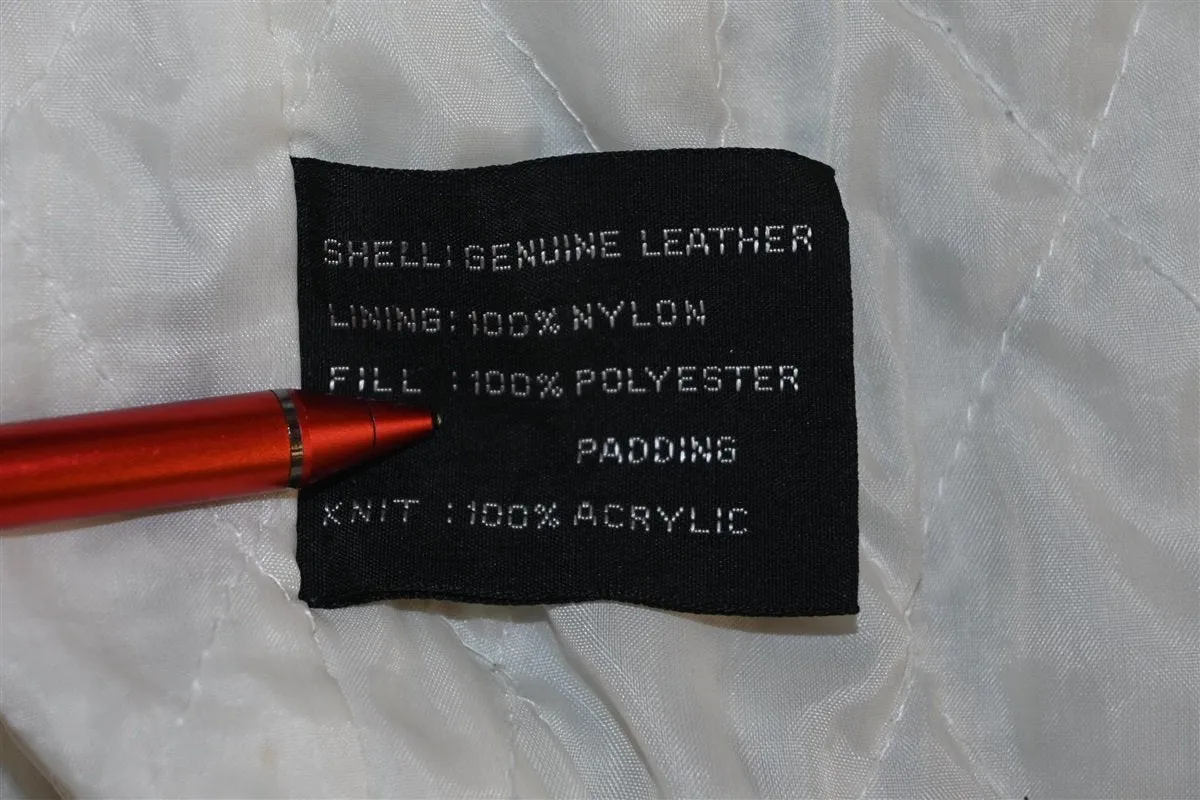 SHELL: GENUINE LEATHER
LINING: 100% NYLON
FILL : 100% POLYESTER
PADDING
KNIT : 100% ACRYLIC